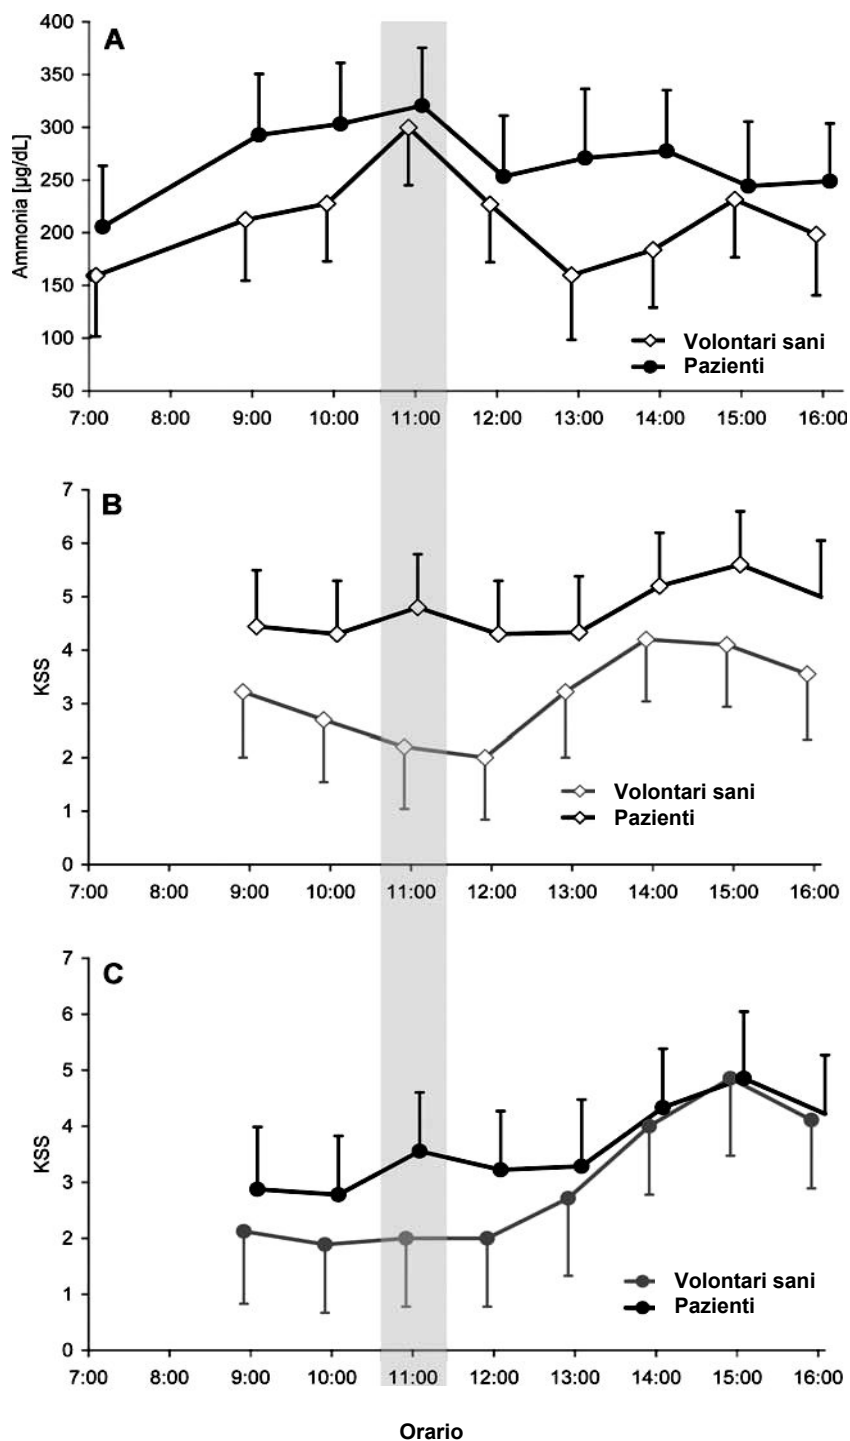 A
Ammonia [µg/dL]
400
350
300
250
200
150
100
50
Volontari sani
Pazienti
7:00 8:00 9:00 10:00 11:00 12:00 13:00 14:00 15:00 16:00
B
KSS
7
6
5
4
3
2
1
0
Volontari sani
Pazienti
7:00 8:00 9:00 10:00 11:00 12:00 13:00 14:00 15:00 16:00
C
KSS
7
6
5
4
3
2
1
0
Volontari sani
Pazienti
7:00 8:00 9:00 10:00 11:00 12:00 13:00 14:00 15:00 16:00
Orario